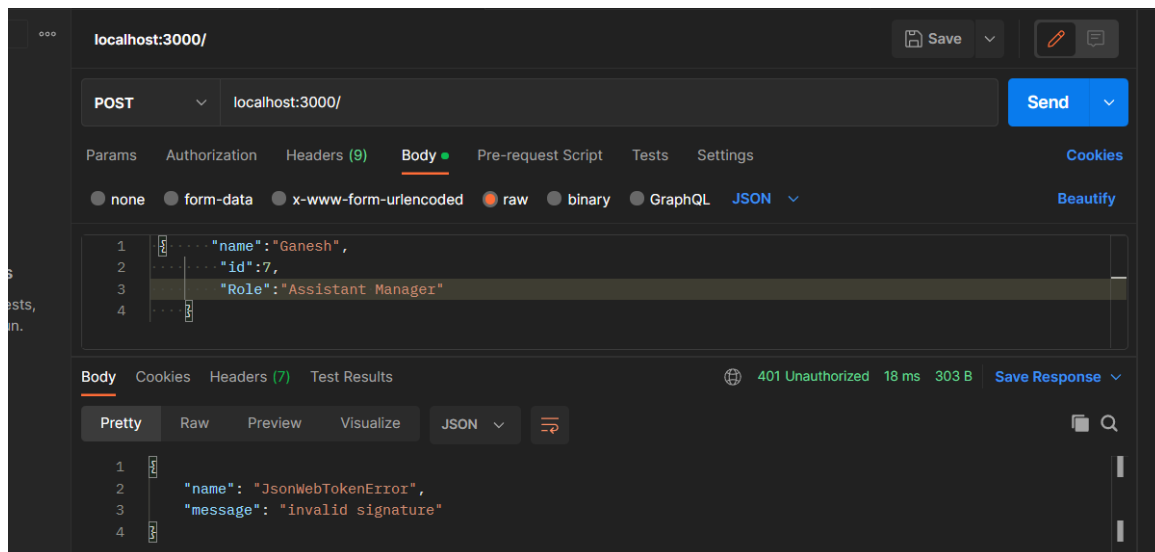 ooo localhost:3000/ Save
POST localhost:3000/ Send
Params Authorization Headers (9) Body Pre-request Script Tests Settings Cookies
none form-data x-www-form-urlencoded raw binary GraphQL JSON Beautify
1 { "name":"Ganesh",
2 "id":7,
3 "Role":"Assistant Manager"
4 }
Body Cookies Headers (7) Test Results 401 Unauthorized 18 ms 303 B Save Response
Pretty Raw Preview Visualize JSON
1 {
2 "name": "JsonWebTokenError",
3 "message": "invalid signature"
4 }